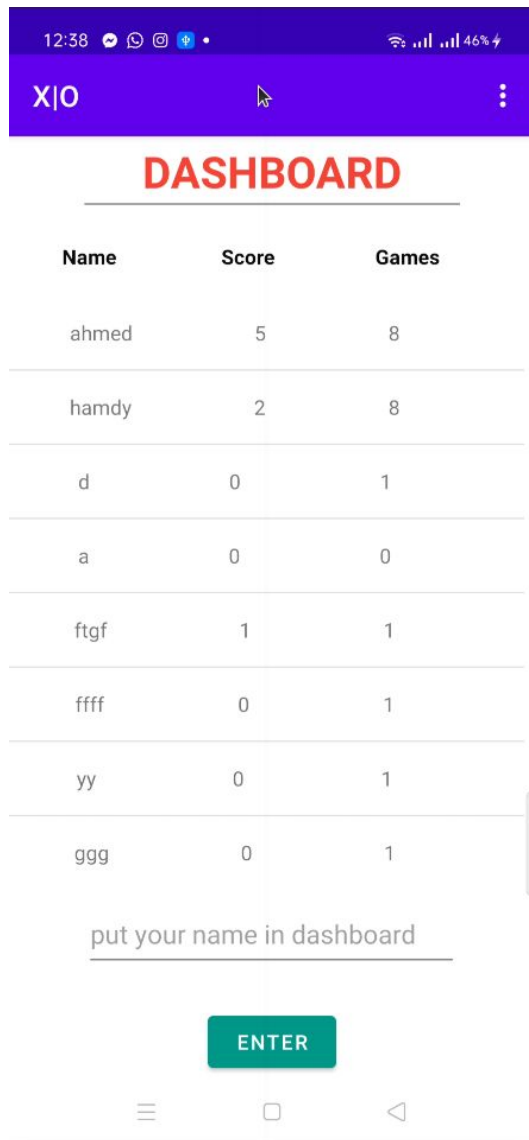 12:38 46%
X|O
DASHBOARD
Name Score Games
ahmed 5 8
hamdy 2 8
d 0 1
a 0 0
ftgf 1 1
ffff 0 1
yy 0 1
ggg 0 1
put your name in dashboard
ENTER